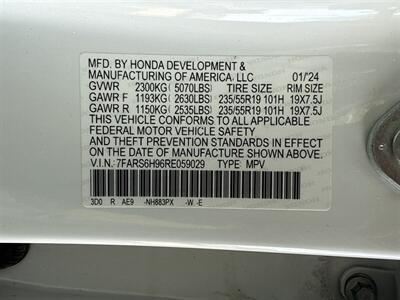 MFD. BY HONDA DEVELOPMENT &
MANUFACTURING OF AMERICA, LLC 01/'24
GVWR 2300KG (5070LBS) TIRE SIZE RIM SIZE
GAWR F 1193KG (2630LBS) 235/55R19 101H 19X7.5J
GAWR R 1150KG (2535LBS) 235/55R19 101H 19X7.5J
THIS VEHICLE CONFORMS TO ALL APPLICABLE
FEDERAL MOTOR VEHICLE SAFETY
AND THEFT PREVENTION STANDARDS IN EFFECT
ON THE DATE OF MANUFACTURE SHOWN ABOVE.
V.I.N.: 7FARS6H96RE059029 TYPE: MPV
3D0 R AE9 -NH883PX -W -E